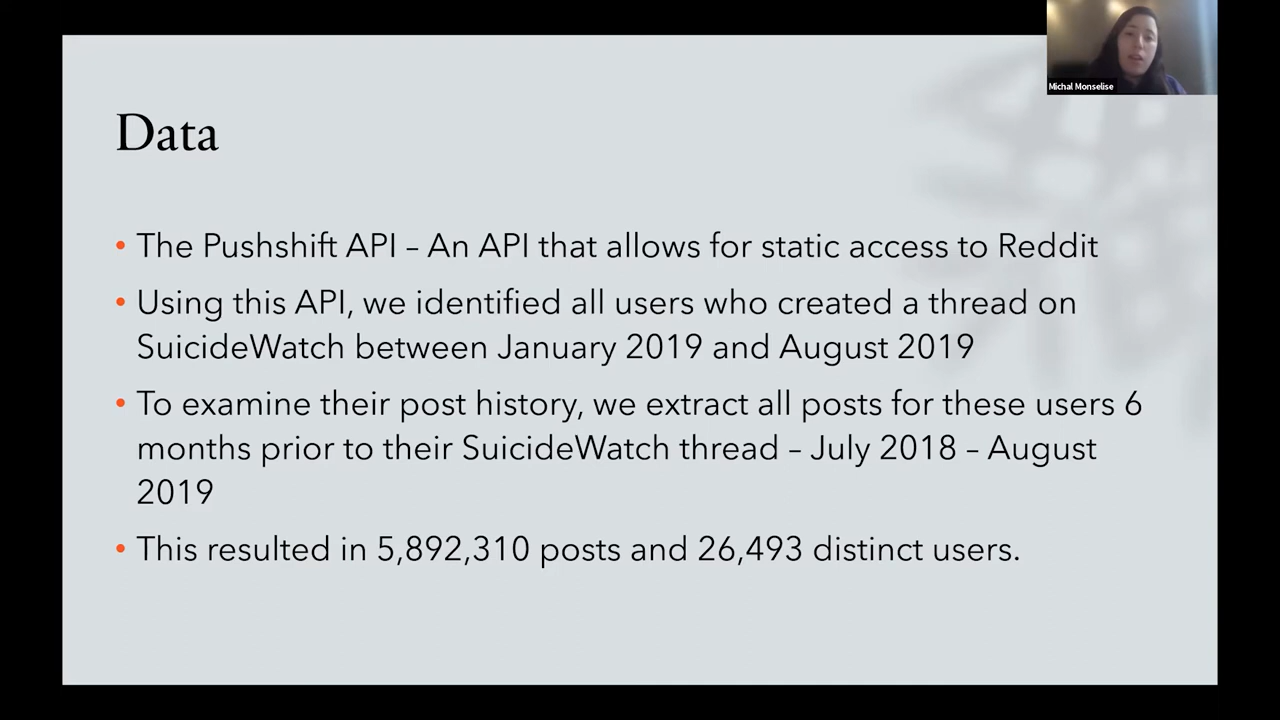 Michal Monselise
Data
• The Pushshift API – An API that allows for static access to Reddit
• Using this API, we identified all users who created a thread on
SuicideWatch between January 2019 and August 2019
• To examine their post history, we extract all posts for these users 6
months prior to their SuicideWatch thread – July 2018 – August
2019
• This resulted in 5,892,310 posts and 26,493 distinct users.